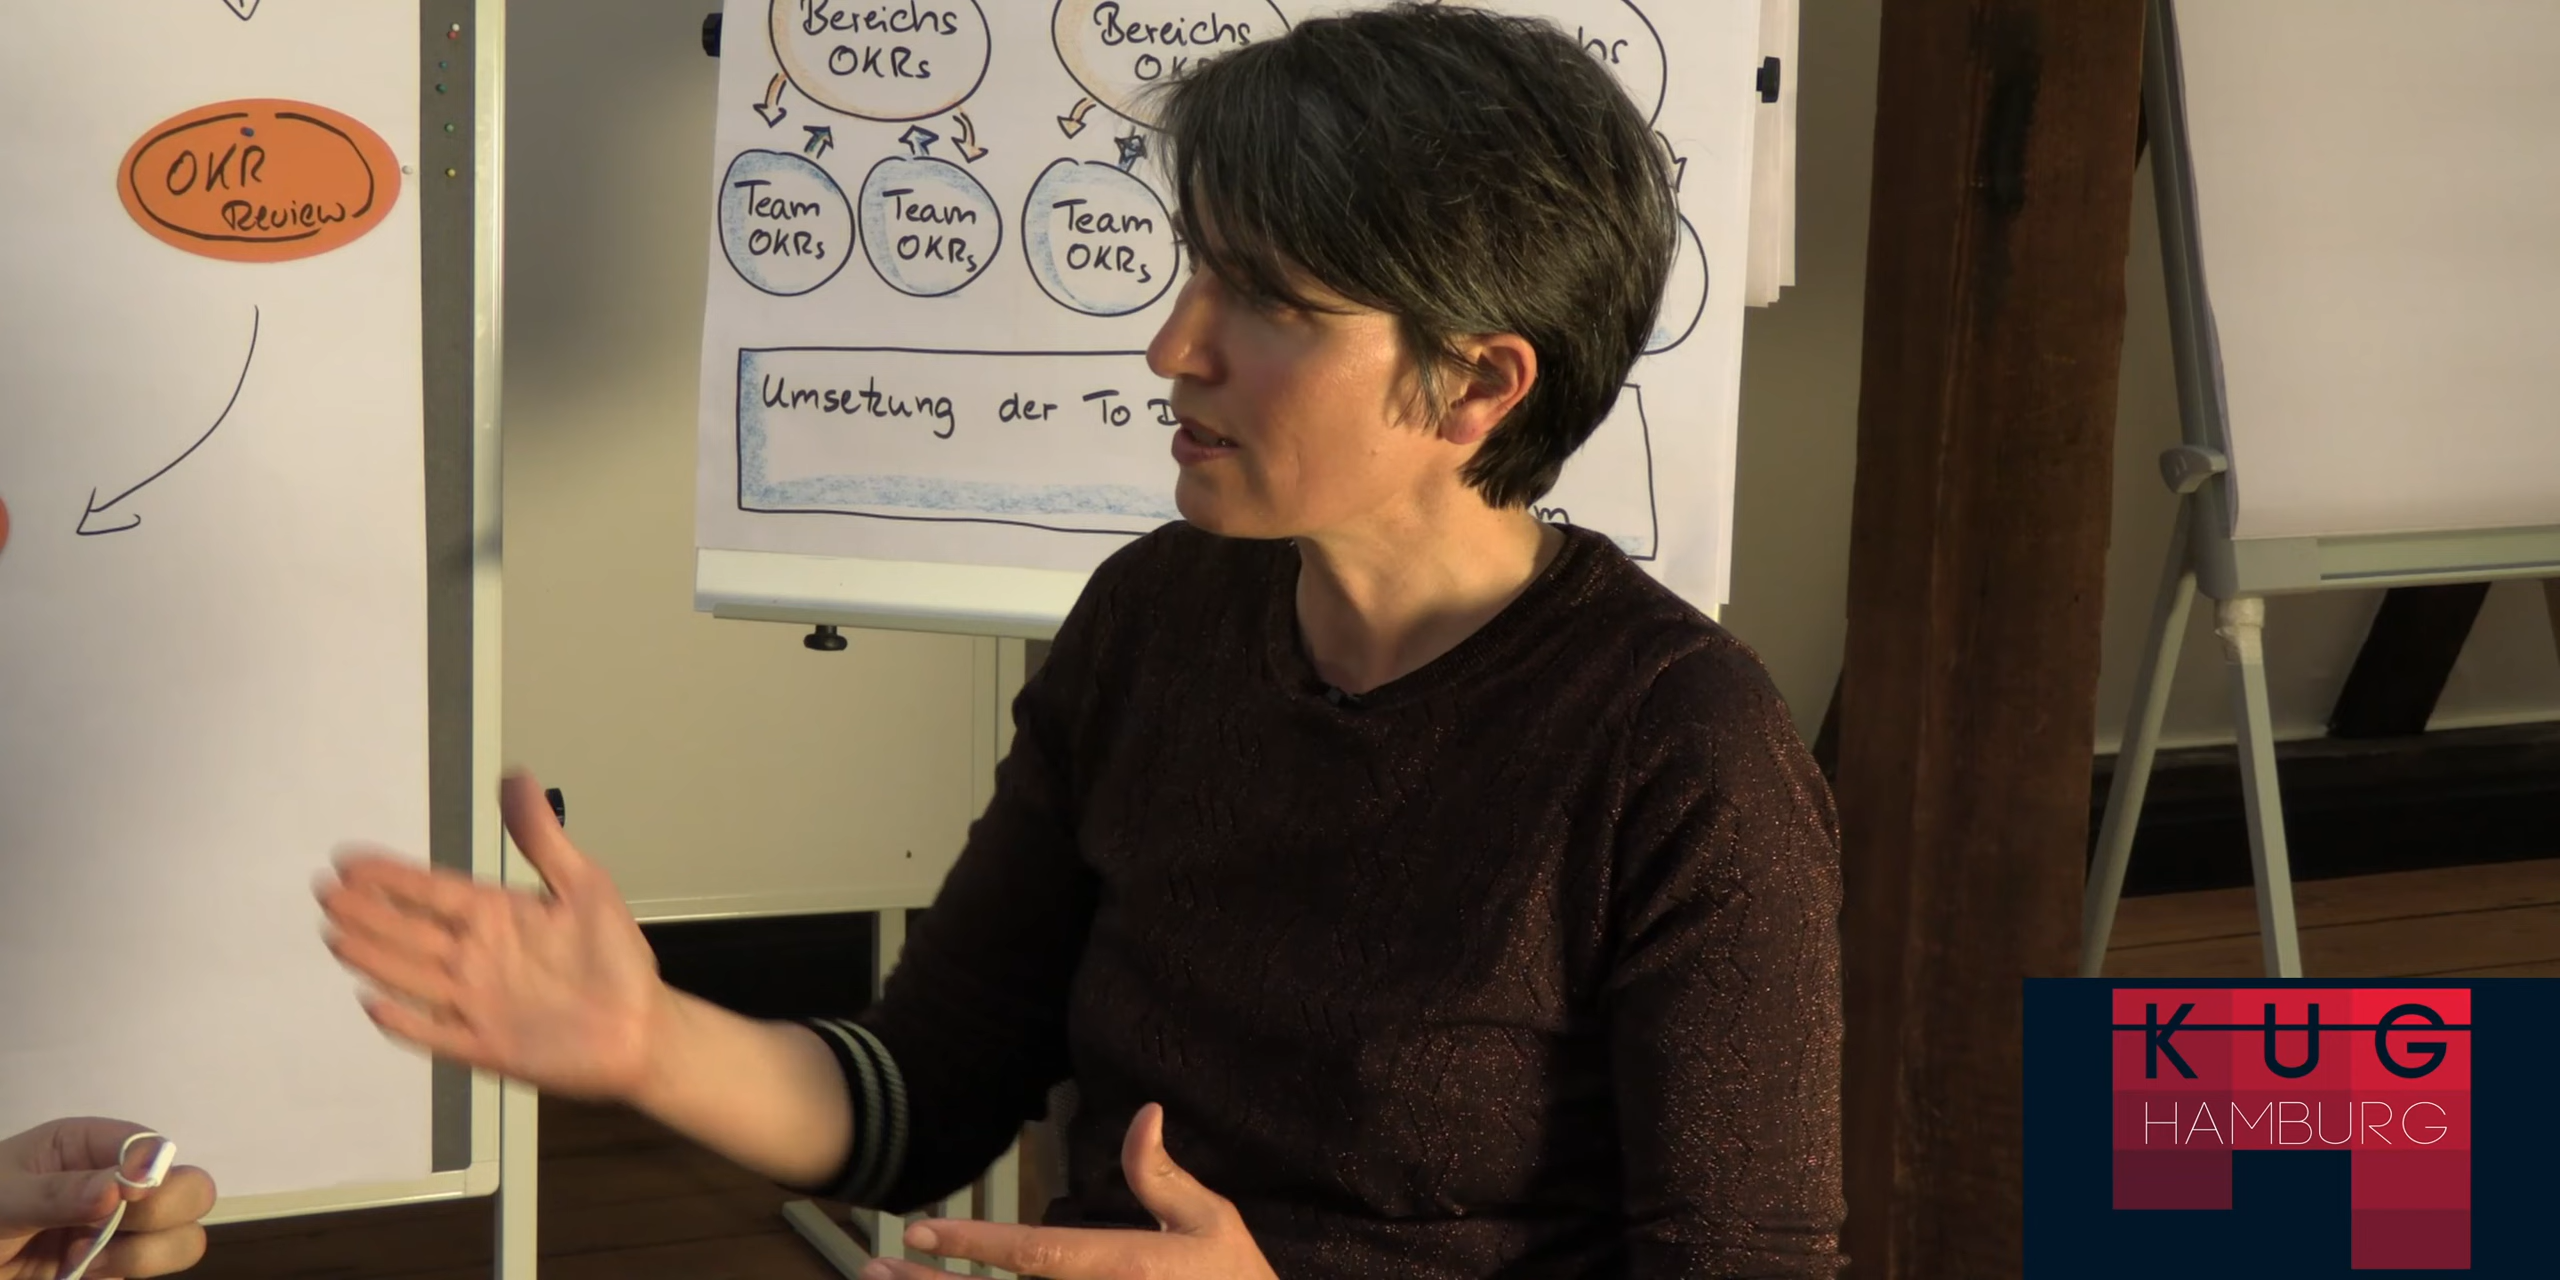 OKR
Review
Bereichs
OKRs
Bereichs
Team
OKRs
Team
OKRs
Team
OKRs
Umsetzung der To
KUG
HAMBURG